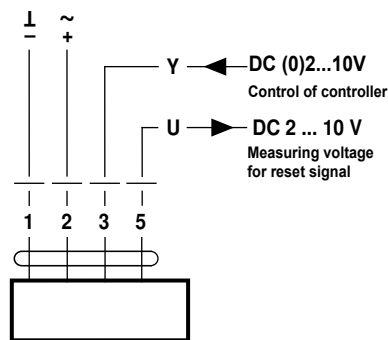 ⊥ ~
– +
Y DC (0)2...10V
Control of controller
U DC 2 ... 10 V
Measuring voltage
for reset signal
1 2 3 5